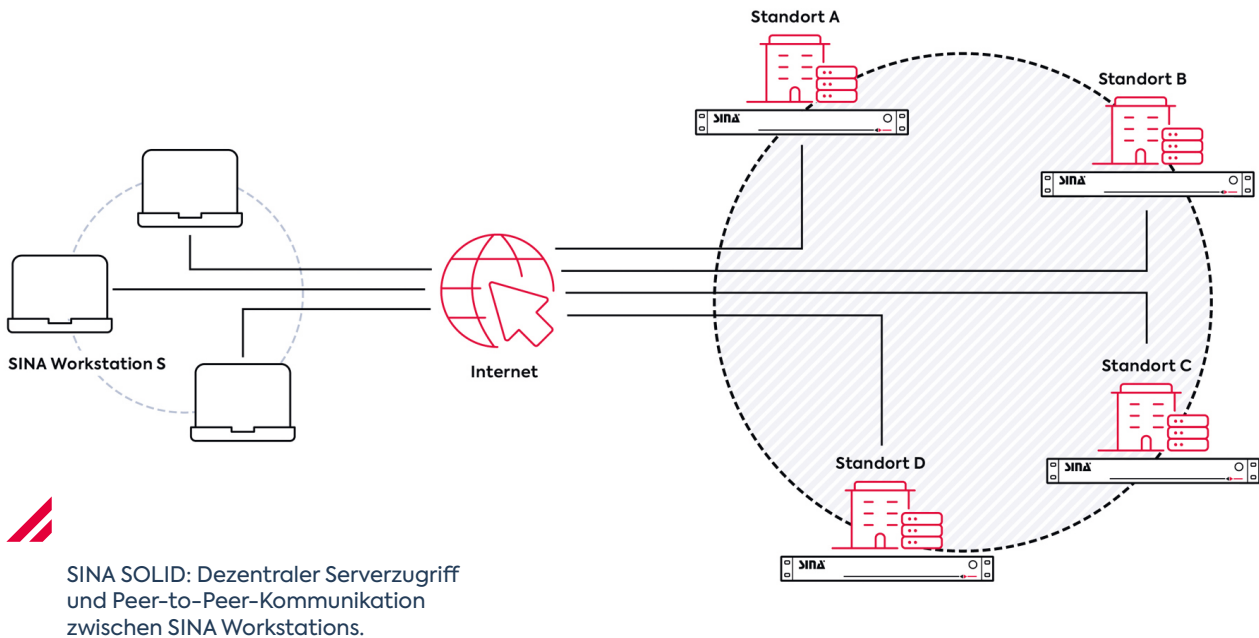 Standort A
SINA
Standort B
SINA
SINA Workstation S
Internet
Standort C
SINA
Standort D
SINA
SINA SOLID: Dezentraler Serverzugriff
und Peer-to-Peer-Kommunikation
zwischen SINA Workstations.